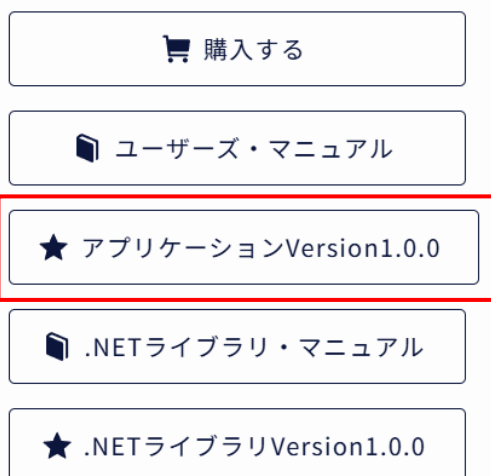 購入する
ユーザーズ・マニュアル
アプリケーションVersion1.0.0
.NETライブラリ・マニュアル
.NETライブラリVersion1.0.0